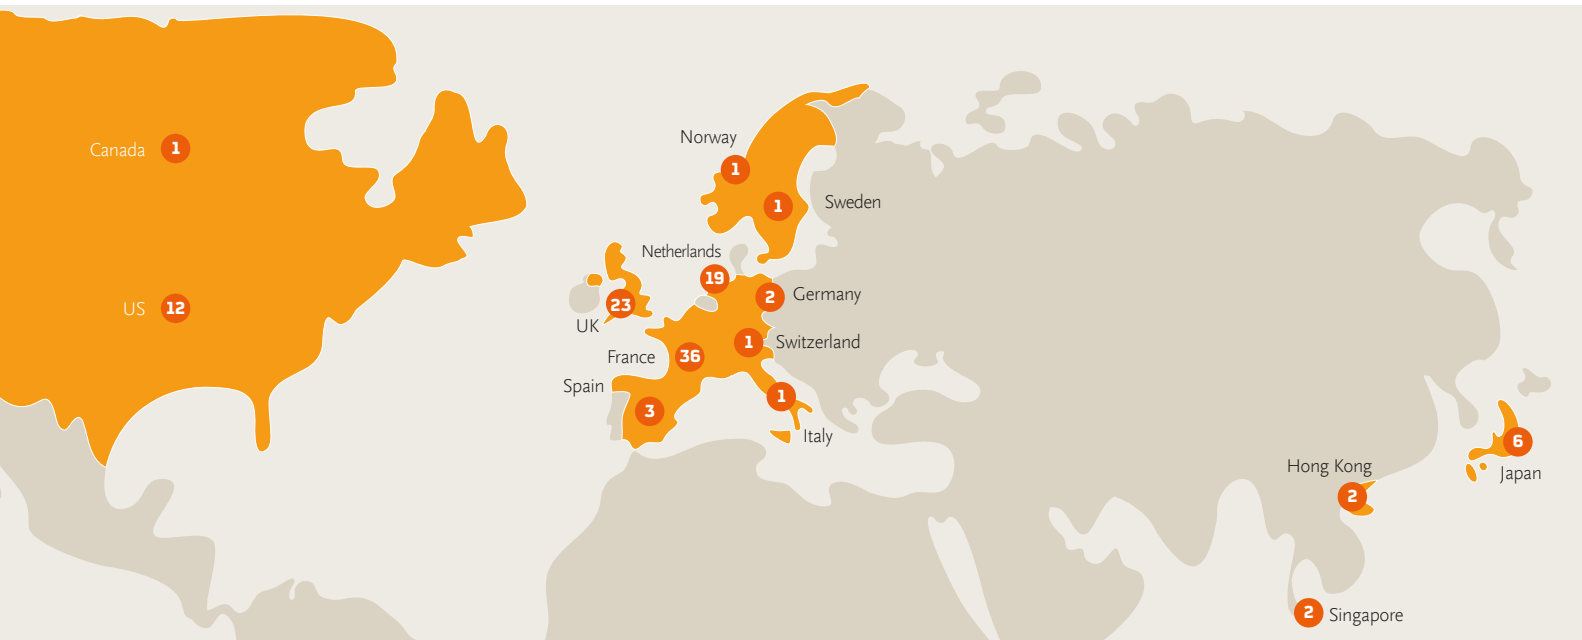 Canada 1
US 12
Norway
1
1 Sweden
Netherlands
19
2 Germany
23
UK
1 Switzerland
France 36
Spain
3
1
Italy
6
Japan
Hong Kong
2
2 Singapore